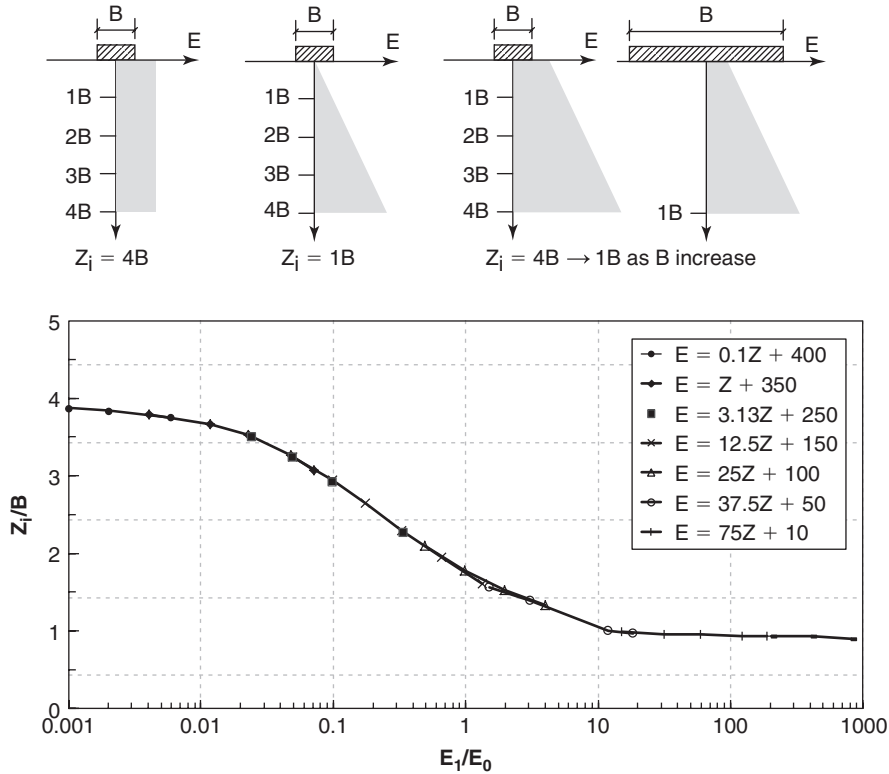 B B B B
E E E E
1B 1B 1B
2B 2B 2B
3B 3B 3B
4B 4B 4B 1B
Zi = 4B Zi = 1B Zi = 4B → 1B as B increase
5
4
3
2
1
0
Zi/B
E = 0.1Z + 400
E = Z + 350
E = 3.13Z + 250
E = 12.5Z + 150
E = 25Z + 100
E = 37.5Z + 50
E = 75Z + 10
0.001 0.01 0.1 1 10 100 1000
E1/E0